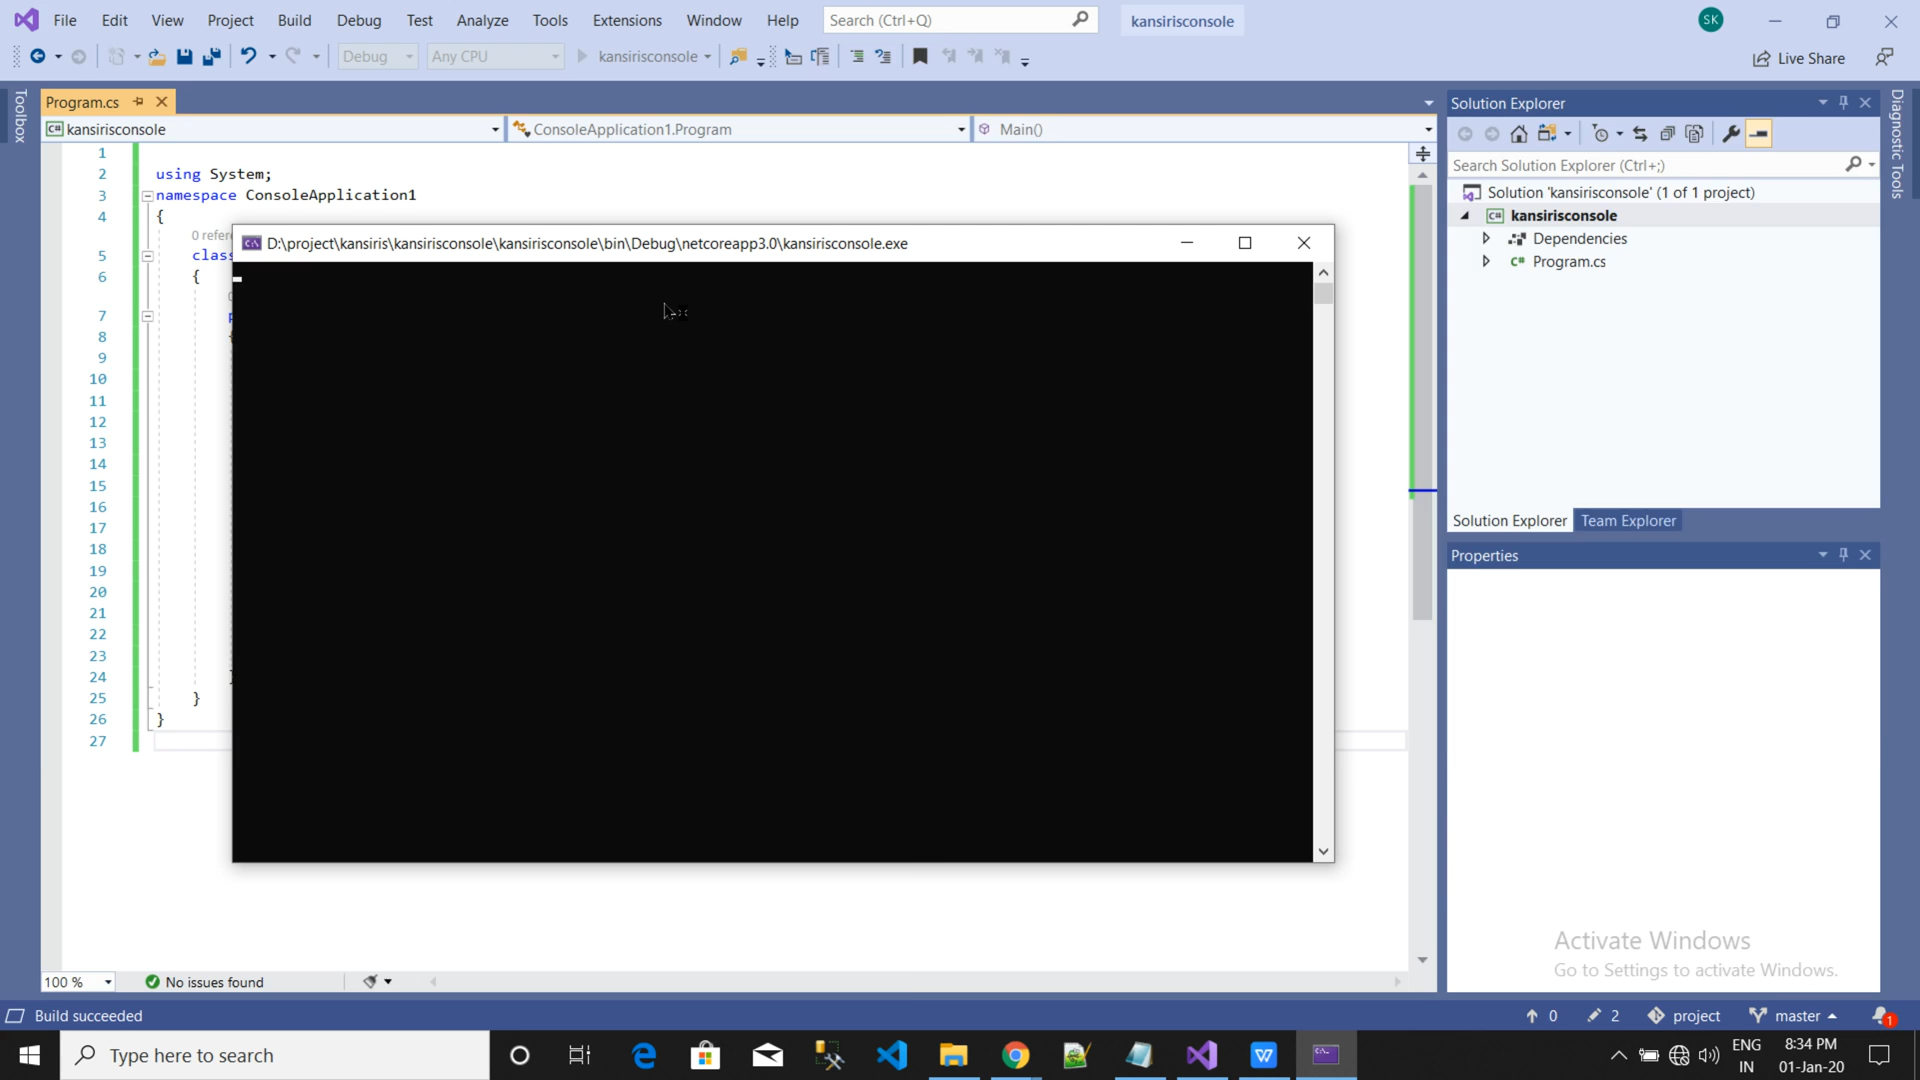 File Edit View Project Build Debug Test Analyze Tools Extensions Window Help Search (Ctrl+Q) kansirisconsole SK
Debug Any CPU kansirisconsole Live Share
Toolbox
Program.cs
kansirisconsole ConsoleApplication1.Program Main()
1
2 using System;
3 namespace ConsoleApplication1
4 {
0 refer
5 class
6 {
7
8 {
9
10
11
12
13
14
15
16
17
18
19
20
21
22
23
24
25 }
26 }
27
D:\project\kansiris\kansirisconsole\kansirisconsole\bin\Debug\netcoreapp3.0\kansirisconsole.exe
Solution Explorer
Search Solution Explorer (Ctrl+;)
Solution 'kansirisconsole' (1 of 1 project)
C# kansirisconsole
Dependencies
C# Program.cs
Solution Explorer Team Explorer
Properties
Diagnostic Tools
Activate Windows
Go to Settings to activate Windows.
100 % No issues found
Build succeeded 0 2 project master 1
Type here to search
ENG
IN
8:34 PM
01-Jan-20